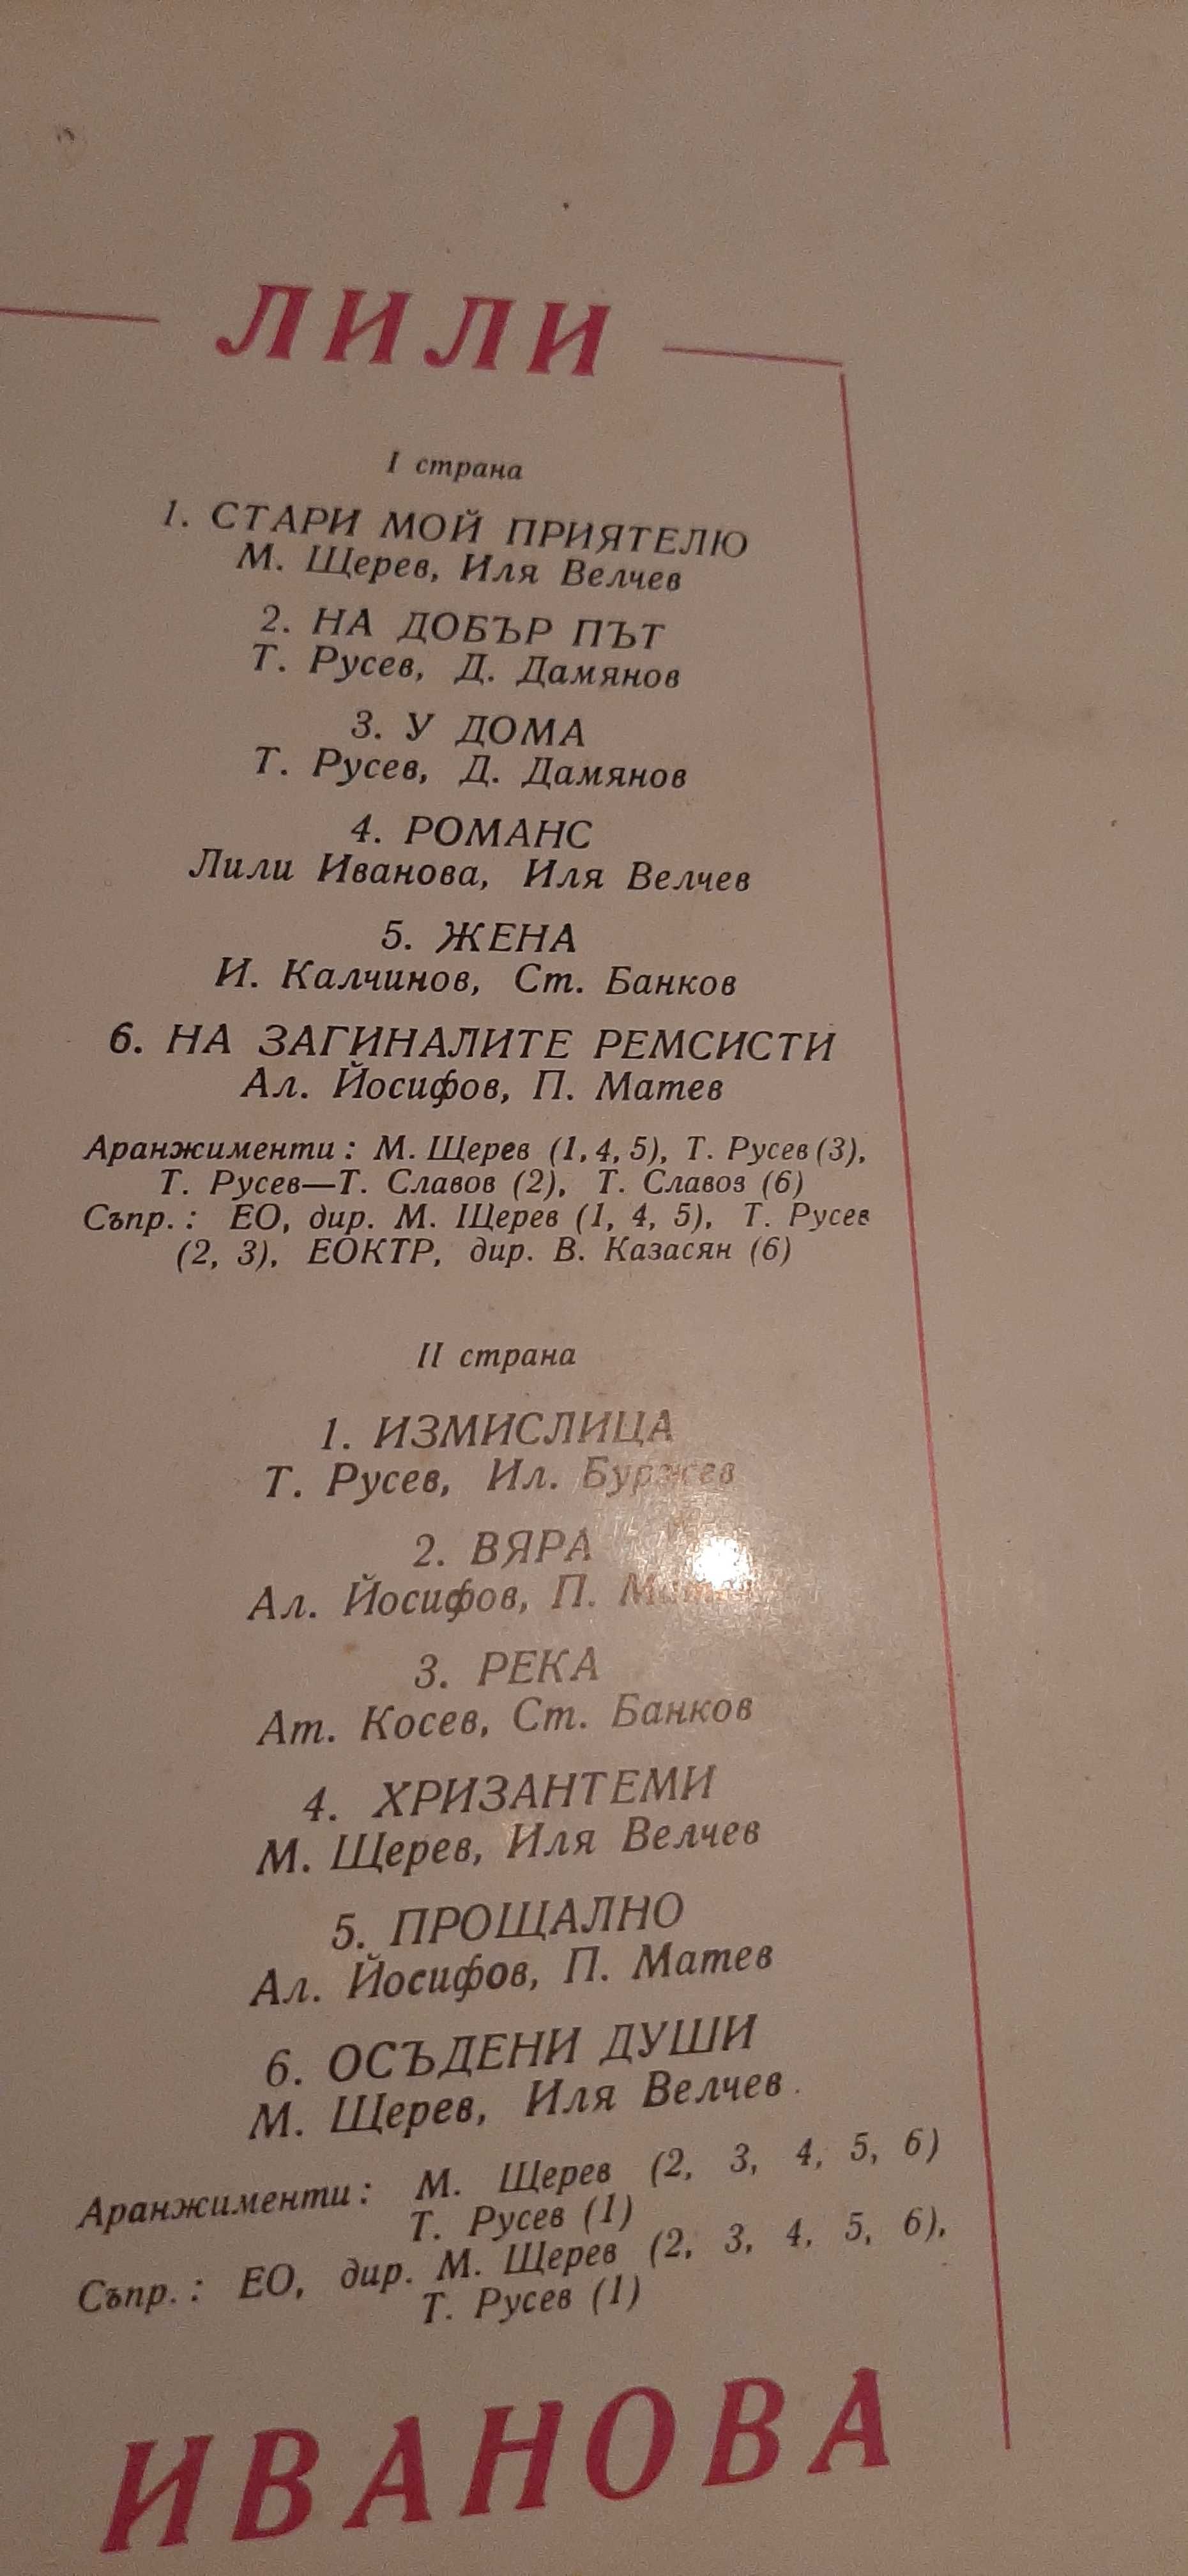 ЛИЛИ
I страна
1. СТАРИ МОЙ ПРИЯТЕЛЮ
М. Щерев, Иля Велчев
2. НА ДОБЪР ПЪТ
Т. Русев, Д. Дамянов
3. У ДОМА
Т. Русев, Д. Дамянов
4. РОМАНС
Лили Иванова, Иля Велчев
5. ЖЕНА
И. Калчинов, Ст. Банков
6. НА ЗАГИНАЛИТЕ РЕМСИСТИ
Ал. Йосифов, П. Матев
Аранжименти: М. Щерев (1, 4, 5), Т. Русев (3),
Т. Русев—Т. Славов (2), Т. Славов (6)
Съпр.: ЕО, дир. М. Щерев (1, 4, 5), Т. Русев
(2, 3), ЕОКТР, дир. В. Казасян (6)
II страна
1. ИЗМИСЛИЦА
Т. Русев, Ил.
2. ВЯРА
Ал. Йосифов, П.
3. РЕКА
Ат. Косев, Ст. Банков
4. ХРИЗАНТЕМИ
М. Щерев, Иля Велчев
5. ПРОЩАЛНО
Ал. Йосифов, П. Матев
6. ОСЪДЕНИ ДУШИ
М. Щерев, Иля Велчев
Аранжименти: М. Щерев (2, 3, 4, 5, 6)
Т. Русев (1)
Съпр.: ЕО, дир. М. Щерев (2, 3, 4, 5, 6),
Т. Русев (1)
ИВАНОВА